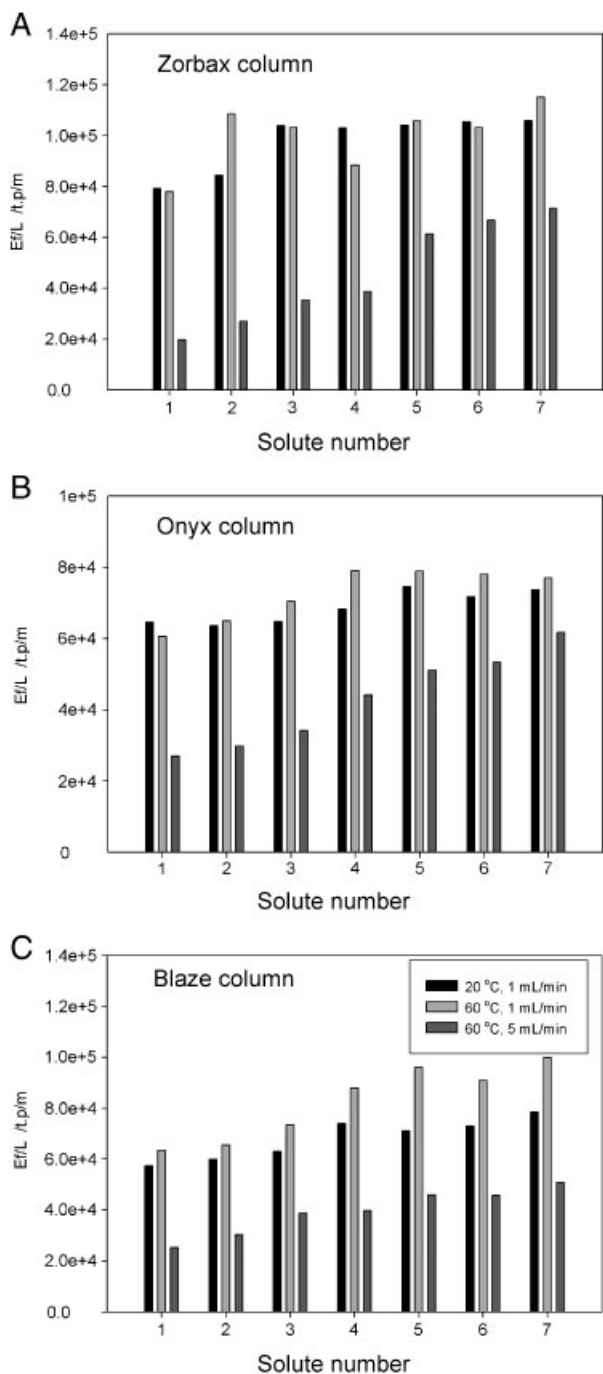 A
Zorbax column
1.4e+5
1.2e+5
1.0e+5
8.0e+4
6.0e+4
4.0e+4
2.0e+4
0.0
Ef/L /t.p/m
1 2 3 4 5 6 7
Solute number
B
Onyx column
1e+5
8e+4
6e+4
4e+4
2e+4
0
Ef/L /t.p/m
1 2 3 4 5 6 7
Solute number
C
Blaze column
1.4e+5
1.2e+5
1.0e+5
8.0e+4
6.0e+4
4.0e+4
2.0e+4
0.0
Ef/L /t.p/m
20 °C, 1 mL/min
60 °C, 1 mL/min
60 °C, 5 mL/min
1 2 3 4 5 6 7
Solute number